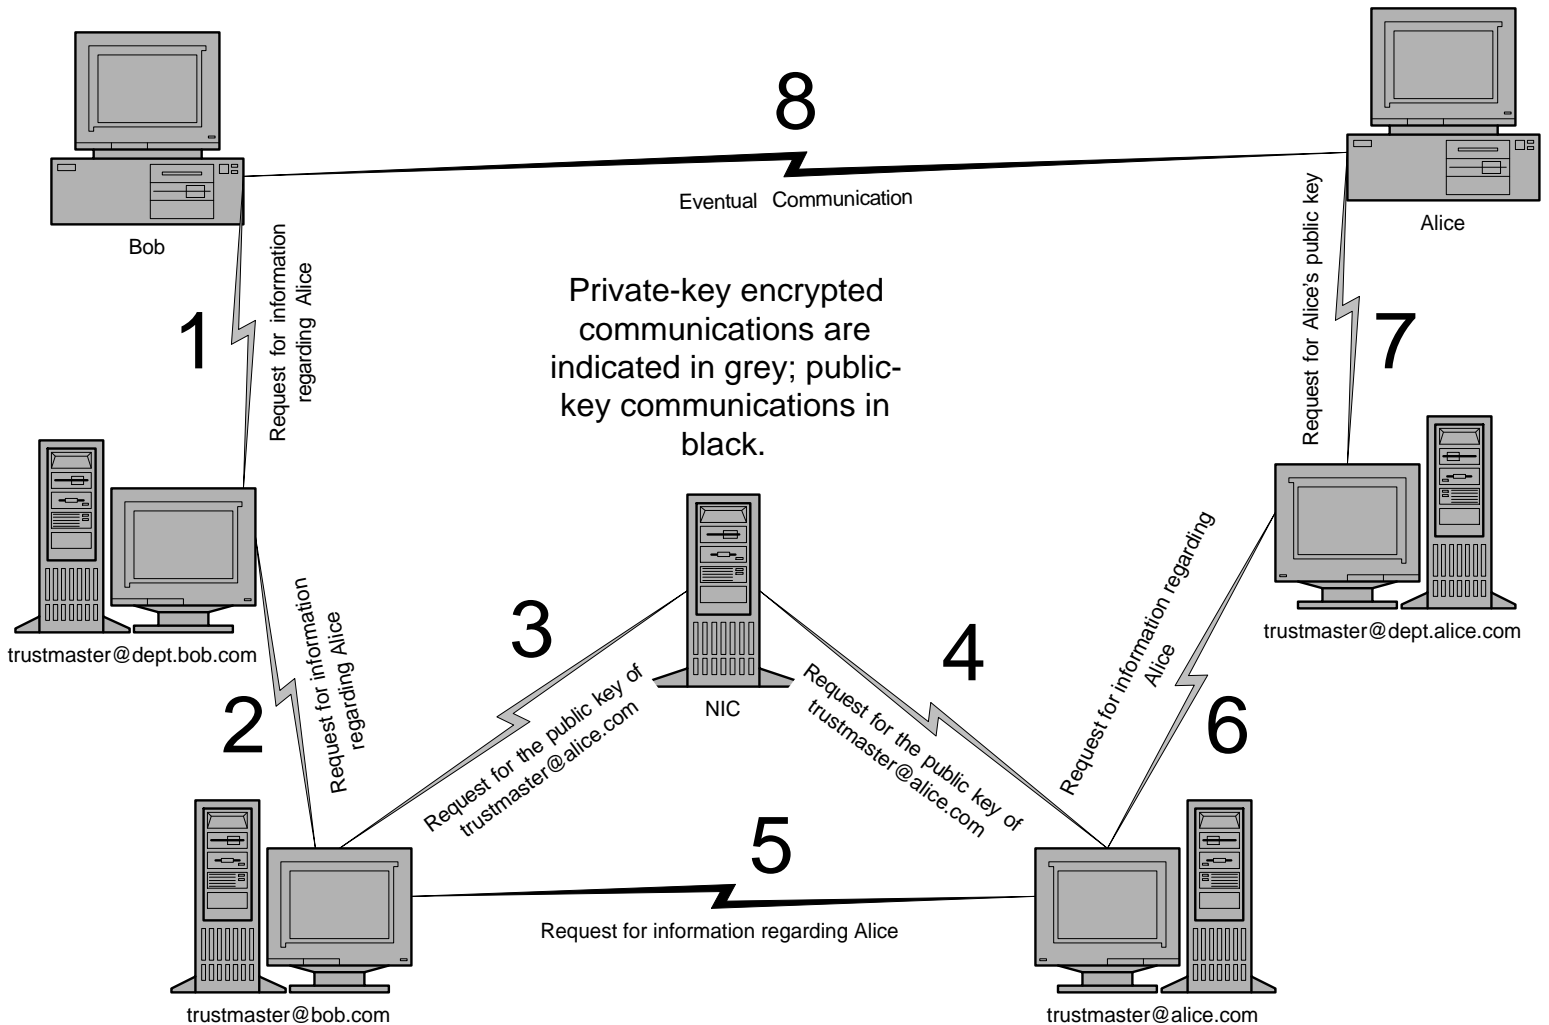 8
Eventual Communication
Bob
Alice
1
Request for information
regarding Alice
Private-key encrypted
communications are
indicated in grey; public-
key communications in
black.
Request for Alice's public key
7
trustmaster@dept.bob.com
trustmaster@dept.alice.com
2
Request for information
regarding Alice
3
Request for the public key of
trustmaster@alice.com
NIC
4
Request for the public key of
trustmaster@alice.com
Request for information regarding
Alice
6
5
Request for information regarding Alice
trustmaster@bob.com
trustmaster@alice.com